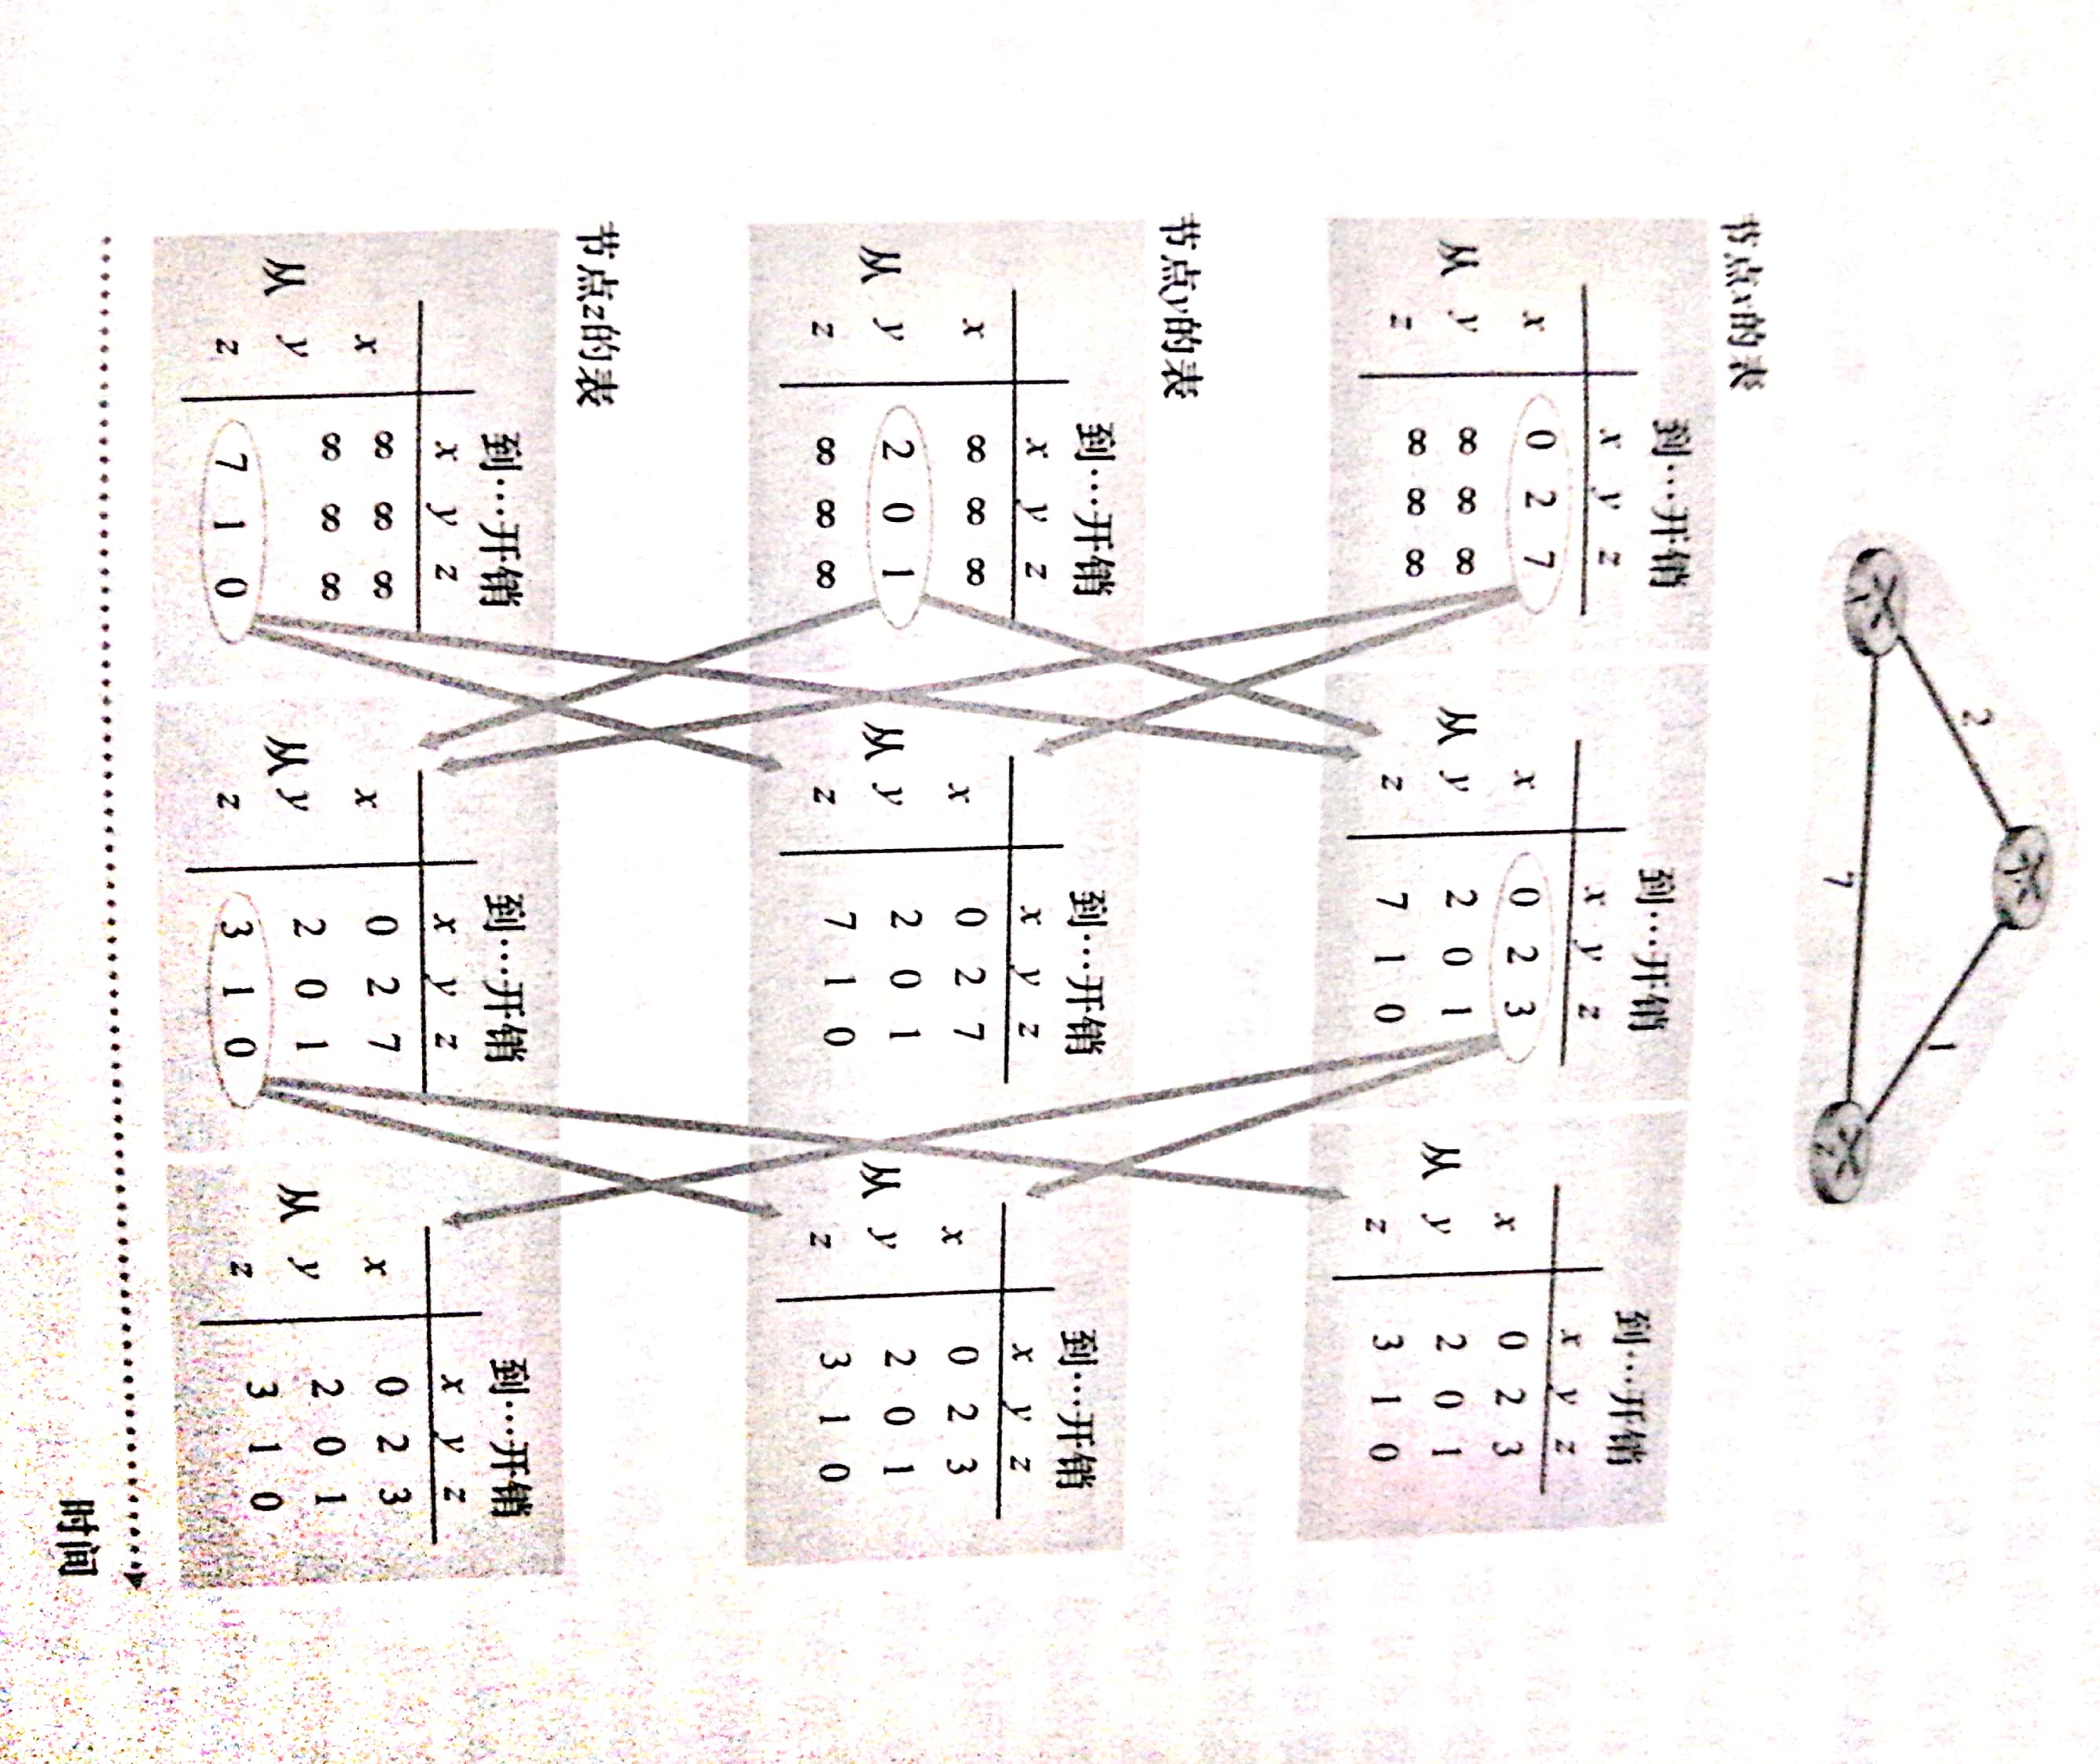 2
1
7
z
节点x的表
到…开销 到…开销 到…开销
x y z x y z x y z
x 0 2 7 x 0 2 3 x 0 2 3
从 y ∞ ∞ ∞ 从 y 2 0 1 从 y 2 0 1
z ∞ ∞ ∞ z 7 1 0 z 3 1 0
节点y的表
到…开销 到…开销 到…开销
x y z x y z x y z
x ∞ ∞ ∞ x 0 2 7 x 0 2 3
从 y 2 0 1 从 y 2 0 1 从 y 2 0 1
z ∞ ∞ ∞ z 7 1 0 z 3 1 0
节点z的表
到…开销 到…开销 到…开销
x y z x y z x y z
x ∞ ∞ ∞ x 0 2 7 x 0 2 3
从 y ∞ ∞ ∞ 从 y 2 0 1 从 y 2 0 1
z 7 1 0 z 3 1 0 z 3 1 0
时间